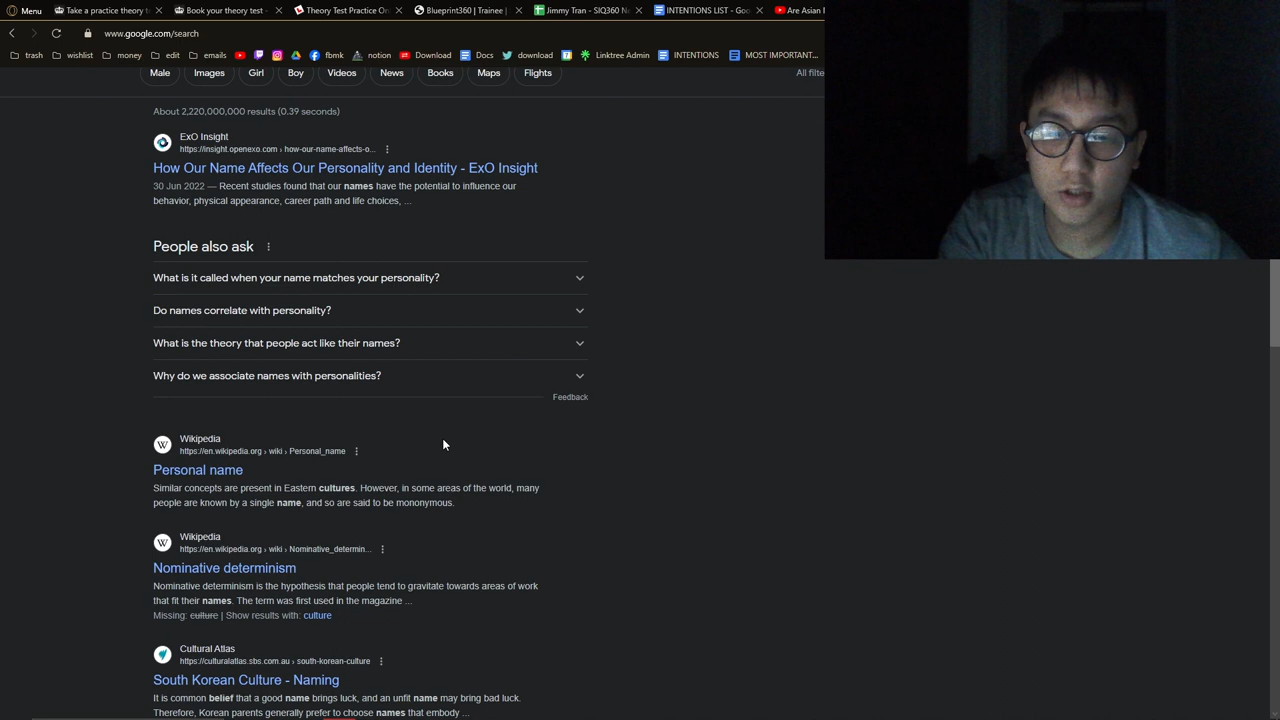 Menu
Take a practice theory te
Book your theory test -
Theory Test Practice On
Blueprint360 | Trainee |
Jimmy Tran - SIQ360 Na
INTENTIONS LIST - Goo
Are Asian
www.google.com/search
trash
wishlist
money
edit
emails
fbmk
notion
Download
Docs
download
Linktree Admin
INTENTIONS
MOST IMPORTANT...
Male
Images
Girl
Boy
Videos
News
Books
Maps
Flights
All filte
About 2,220,000,000 results (0.39 seconds)
ExO Insight
https://insight.openexo.com › how-our-name-affects-o...
How Our Name Affects Our Personality and Identity - ExO Insight
30 Jun 2022 — Recent studies found that our names have the potential to influence our
behavior, physical appearance, career path and life choices, ...
People also ask
What is it called when your name matches your personality?
Do names correlate with personality?
What is the theory that people act like their names?
Why do we associate names with personalities?
Feedback
W
Wikipedia
https://en.wikipedia.org › wiki › Personal_name
Personal name
Similar concepts are present in Eastern cultures. However, in some areas of the world, many
people are known by a single name, and so are said to be mononymous.
W
Wikipedia
https://en.wikipedia.org › wiki › Nominative_determin...
Nominative determinism
Nominative determinism is the hypothesis that people tend to gravitate towards areas of work
that fit their names. The term was first used in the magazine ...
Missing: culture | Show results with: culture
Cultural Atlas
https://culturalatlas.sbs.com.au › south-korean-culture
South Korean Culture - Naming
It is common belief that a good name brings luck, and an unfit name may bring bad luck.
Therefore, Korean parents generally prefer to choose names that embody ...